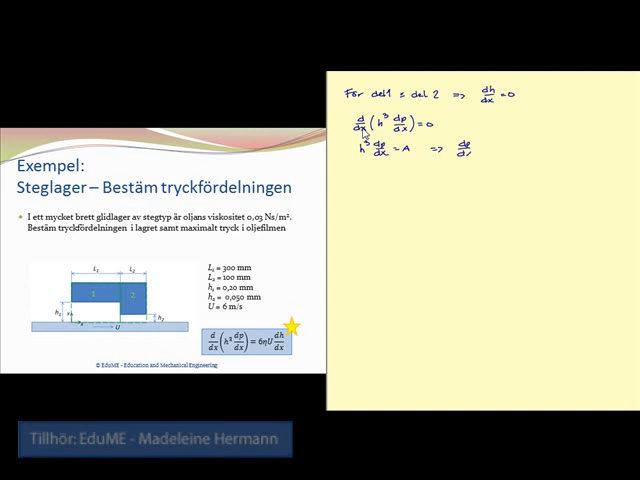 För del 1 & del 2 => dh/dx = 0
d/dx (h³ dp/dx) = 0
h³ dp/dx = A => dp/dx
Exempel:
Steglager – Bestäm tryckfördelningen
I ett mycket brett glidlager av stegtyp är oljans viskositet 0,03 Ns/m².
Bestäm tryckfördelningen i lagret samt maximalt tryck i oljefilmen
L₁ L₂
1 2
h₁ h₂
x
U
L₁ = 300 mm
L₂ = 100 mm
h₁ = 0,20 mm
h₂ = 0,050 mm
U = 6 m/s
d/dx (h³ dp/dx) = 6ηU dh/dx
© EduME - Education and Mechanical Engineering
Tillhör: EduME - Madeleine Hermann